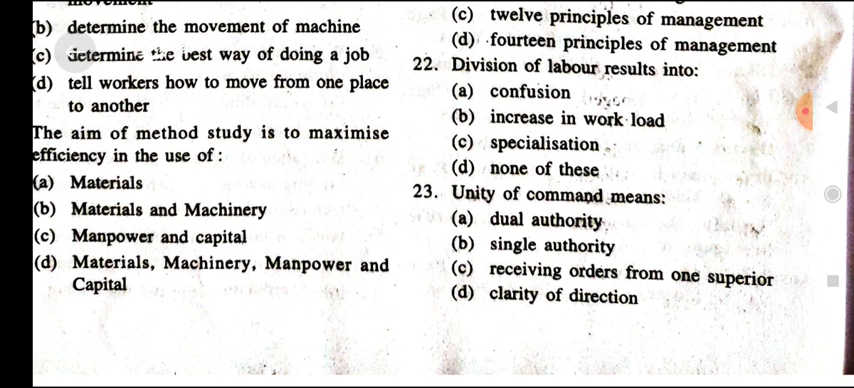 (b) determine the movement of machine
(c) determine the best way of doing a job
(d) tell workers how to move from one place
to another
The aim of method study is to maximise
efficiency in the use of :
(a) Materials
(b) Materials and Machinery
(c) Manpower and capital
(d) Materials, Machinery, Manpower and
Capital
(c) twelve principles of management
(d) fourteen principles of management
22. Division of labour results into:
(a) confusion
(b) increase in work load
(c) specialisation
(d) none of these
23. Unity of command means:
(a) dual authority
(b) single authority
(c) receiving orders from one superior
(d) clarity of direction